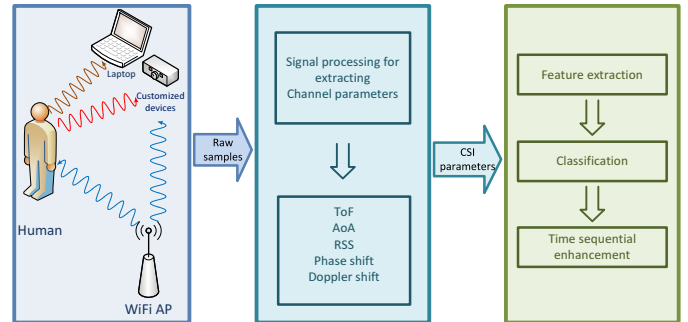 Laptop
Customized
devices
Human
WiFi AP
Raw
samples
Signal processing for
extracting
Channel parameters
ToF
AoA
RSS
Phase shift
Doppler shift
CSI
parameters
Feature extraction
Classification
Time sequential
enhancement